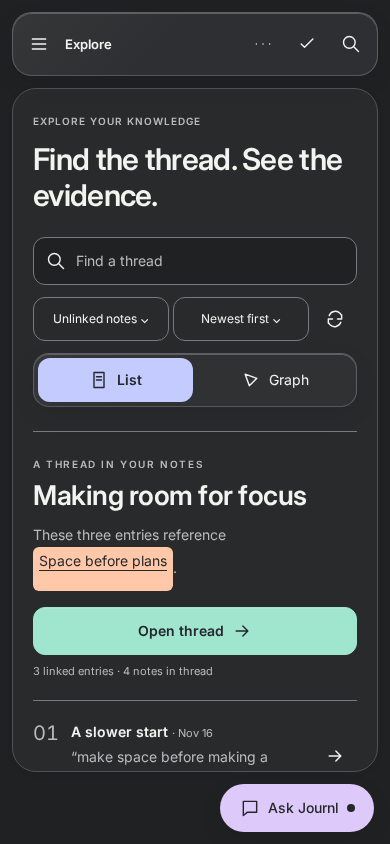 Explore
EXPLORE YOUR KNOWLEDGE
Find the thread. See the
evidence.
Find a thread
Unlinked notes
Newest first
List
Graph
A THREAD IN YOUR NOTES
Making room for focus
These three entries reference
Space before plans.
Open thread
3 linked entries · 4 notes in thread
01 A slower start · Nov 16
“make space before making a
Ask Journl